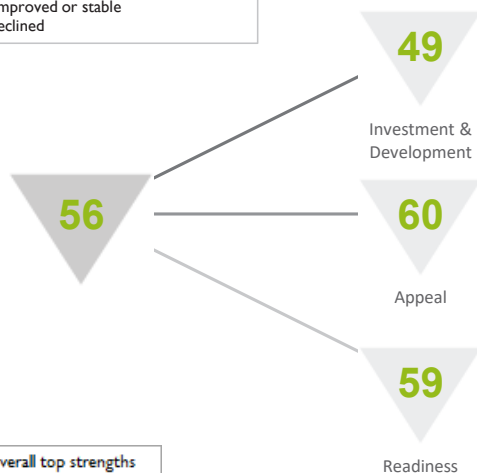 mproved or stable
eclined
49
Investment &
Development
56
60
Appeal
59
Readiness
verall top strengths